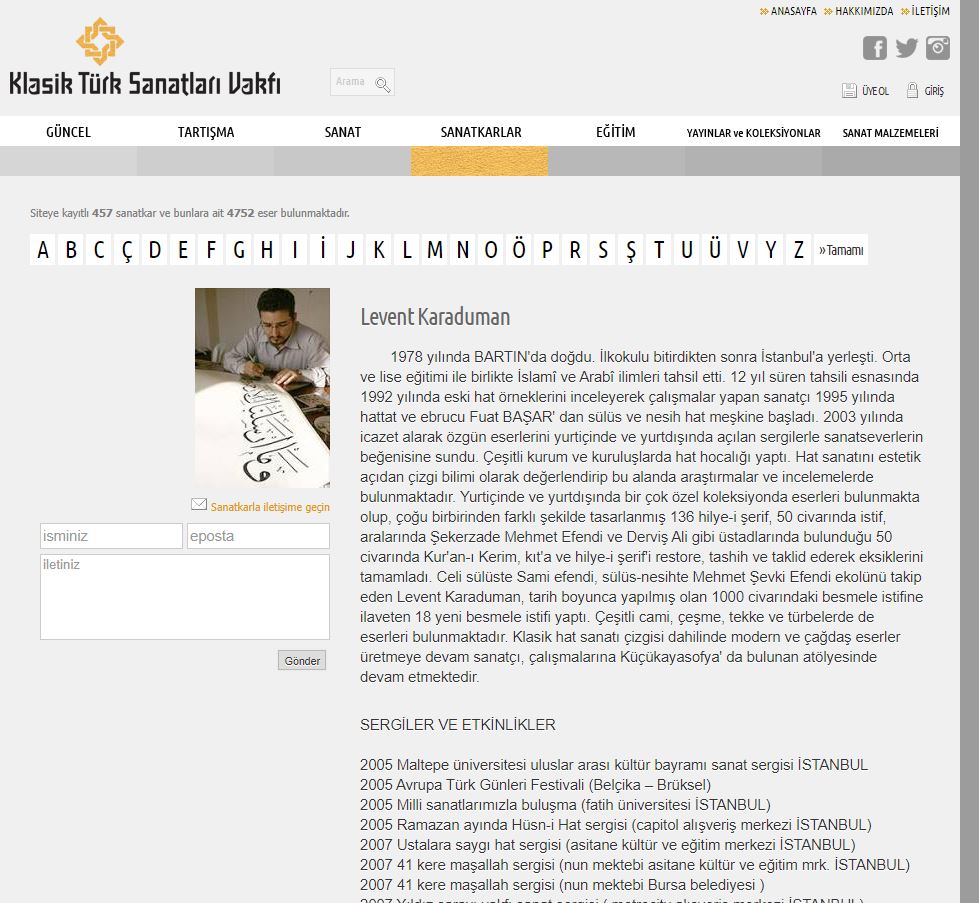 ANASAYFA HAKKIMIZDA İLETİŞİM
Klasik Türk Sanatları Vakfı
Arama
ÜYE OL GİRİŞ
GÜNCEL TARTIŞMA SANAT SANATKARLAR EĞİTİM YAYINLAR ve KOLEKSİYONLAR SANAT MALZEMELERİ
Siteye kayıtlı 457 sanatkar ve bunlara ait 4752 eser bulunmaktadır.
A B C Ç D E F G H I İ J K L M N O Ö P R S Ş T U Ü V Y Z »Tamamı
Levent Karaduman
1978 yılında BARTIN'da doğdu. İlkokulu bitirdikten sonra İstanbul'a yerleşti. Orta
ve lise eğitimi ile birlikte İslamî ve Arabî ilimleri tahsil etti. 12 yıl süren tahsili esnasında
1992 yılında eski hat örneklerini inceleyerek çalışmalar yapan sanatçı 1995 yılında
hattat ve ebrucu Fuat BAŞAR' dan sülüs ve nesih hat meşkine başladı. 2003 yılında
icazet alarak özgün eserlerini yurtiçinde ve yurtdışında açılan sergilerle sanatseverlerin
beğenisine sundu. Çeşitli kurum ve kuruluşlarda hat hocalığı yaptı. Hat sanatını estetik
açıdan çizgi bilimi olarak değerlendirip bu alanda araştırmalar ve incelemelerde
bulunmaktadır. Yurtiçinde ve yurtdışında bir çok özel koleksiyonda eserleri bulunmakta
olup, çoğu birbirinden farklı şekilde tasarlanmış 136 hilye-i şerif, 50 civarında istif,
aralarında Şekerzade Mehmet Efendi ve Derviş Ali gibi üstadlarında bulunduğu 50
civarında Kur'an-ı Kerim, kıt'a ve hilye-i şerif'i restore, tashih ve taklid ederek eksiklerini
tamamladı. Celi sülüste Sami efendi, sülüs-nesihte Mehmet Şevki Efendi ekolünü takip
eden Levent Karaduman, tarih boyunca yapılmış olan 1000 civarındaki besmele istifine
ilaveten 18 yeni besmele istifi yaptı. Çeşitli cami, çeşme, tekke ve türbelerde de
eserleri bulunmaktadır. Klasik hat sanatı çizgisi dahilinde modern ve çağdaş eserler
üretmeye devam sanatçı, çalışmalarına Küçükayasofya' da bulunan atölyesinde
devam etmektedir.
Sanatkarla iletişime geçin
isminiz eposta
iletiniz
Gönder
SERGİLER VE ETKİNLİKLER
2005 Maltepe üniversitesi uluslar arası kültür bayramı sanat sergisi İSTANBUL
2005 Avrupa Türk Günleri Festivali (Belçika – Brüksel)
2005 Milli sanatlarımızla buluşma (fatih üniversitesi İSTANBUL)
2005 Ramazan ayında Hüsn-i Hat sergisi (capitol alışveriş merkezi İSTANBUL)
2007 Ustalara saygı hat sergisi (asitane kültür ve eğitim merkezi İSTANBUL)
2007 41 kere maşallah sergisi (nun mektebi asitane kültür ve eğitim mrk. İSTANBUL)
2007 41 kere maşallah sergisi (nun mektebi Bursa belediyesi )
2007 Yıldız sarayı vakfı sanat sergisi ( metrocity alışveriş merkezi İSTANBUL)